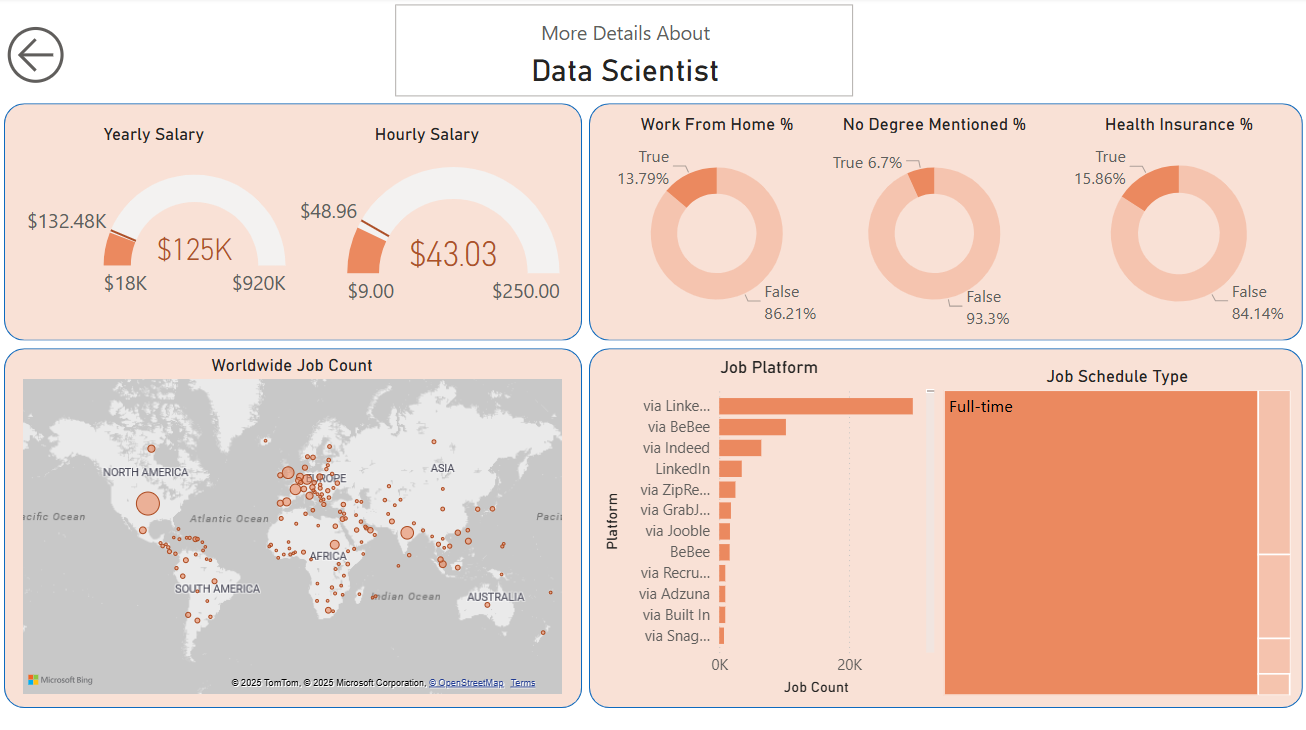 More Details About
Data Scientist
Yearly Salary
$132.48K
$125K
$18K
$920K
Hourly Salary
$48.96
$43.03
$9.00
$250.00
Work From Home %
True
13.79%
False
86.21%
No Degree Mentioned %
True 6.7%
False
93.3%
Health Insurance %
True
15.86%
False
84.14%
Worldwide Job Count
NORTH AMERICA
EUROPE
ASIA
acific Ocean
Atlantic Ocean
Paci
AFRICA
SOUTH AMERICA
Indian Ocean
AUSTRALIA
Microsoft Bing
© 2025 TomTom, © 2025 Microsoft Corporation, © OpenStreetMap Terms
Job Platform
Platform
via Linke...
via BeBee
via Indeed
LinkedIn
via ZipRe...
via GrabJ...
via Jooble
BeBee
via Recru...
via Adzuna
via Built In
via Snag...
0K
20K
Job Count
Job Schedule Type
Full-time